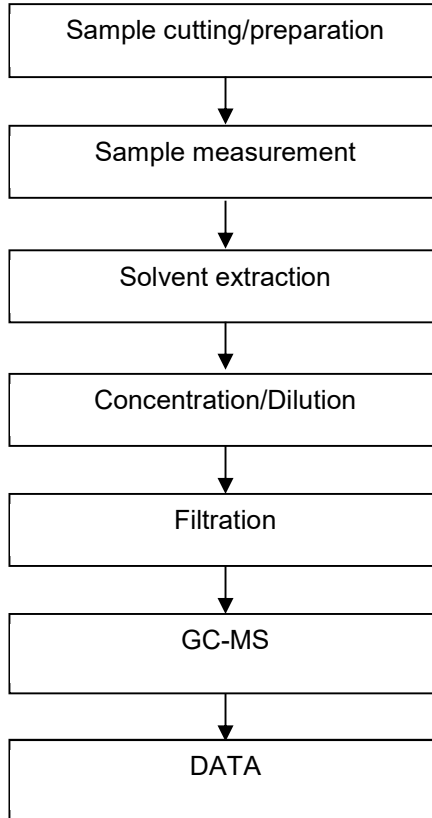 Sample cutting/preparation
Sample measurement
Solvent extraction
Concentration/Dilution
Filtration
GC-MS
DATA